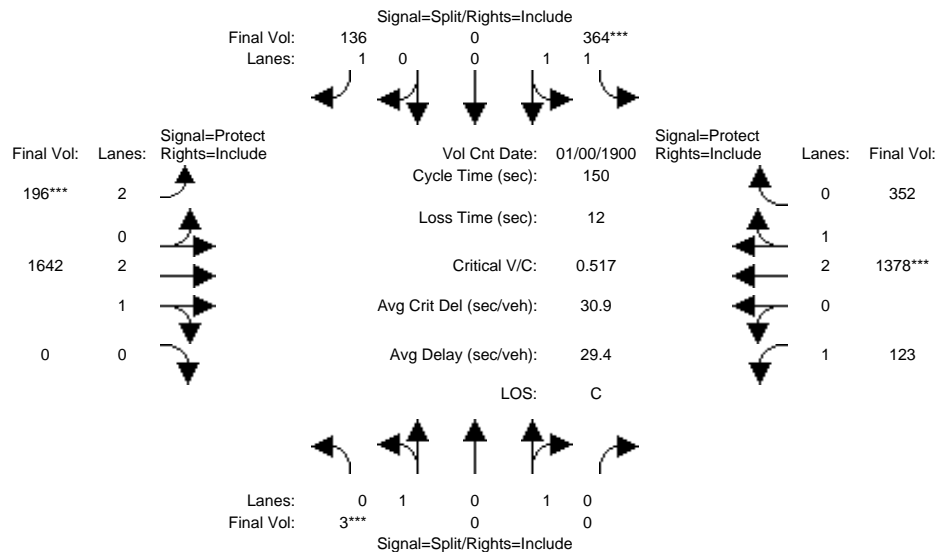 Signal=Split/Rights=Include
Final Vol: 136 0 364***
Lanes: 1 0 0 1 1
Signal=Protect Signal=Protect
Final Vol: Lanes: Rights=Include Vol Cnt Date: 01/00/1900 Rights=Include Lanes: Final Vol:
Cycle Time (sec): 150
196*** 2 0 352
Loss Time (sec): 12
0 1
1642 2 Critical V/C: 0.517 2 1378***
1 Avg Crit Del (sec/veh): 30.9 0
0 0 Avg Delay (sec/veh): 29.4 1 123
LOS: C
Lanes: 0 1 0 1 0
Final Vol: 3*** 0 0
Signal=Split/Rights=Include